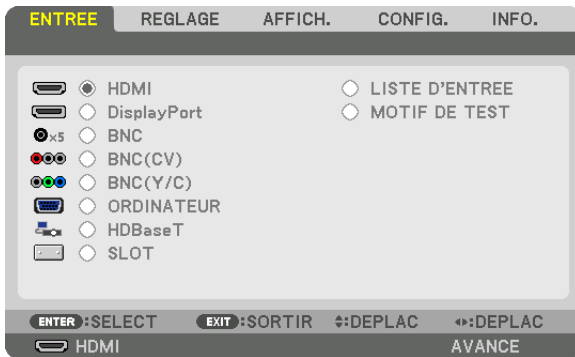 ENTREE REGLAGE AFFICH. CONFIG. INFO.
HDMI LISTE D'ENTREE
DisplayPort MOTIF DE TEST
×5 BNC
BNC(CV)
BNC(Y/C)
ORDINATEUR
HDBaseT
SLOT
ENTER :SELECT EXIT :SORTIR :DEPLAC :DEPLAC
HDMI AVANCE